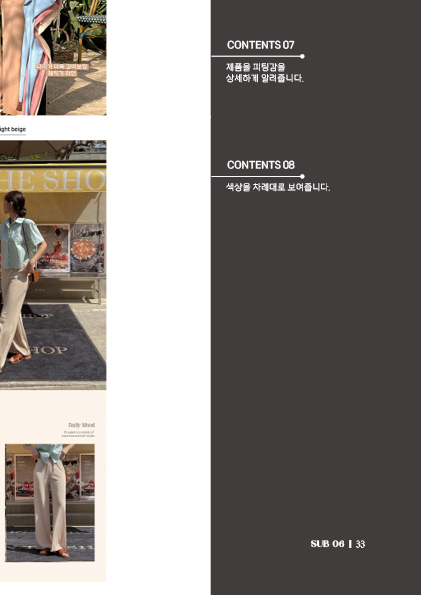 CONTENTS 07
제품을 피팅감을
상세하게 알려줍니다.
ight beige
CONTENTS 08
색상을 차례대로 보여줍니다.
HE SHO
HOP
HOP
Daily Mood
SUB 06 | 33